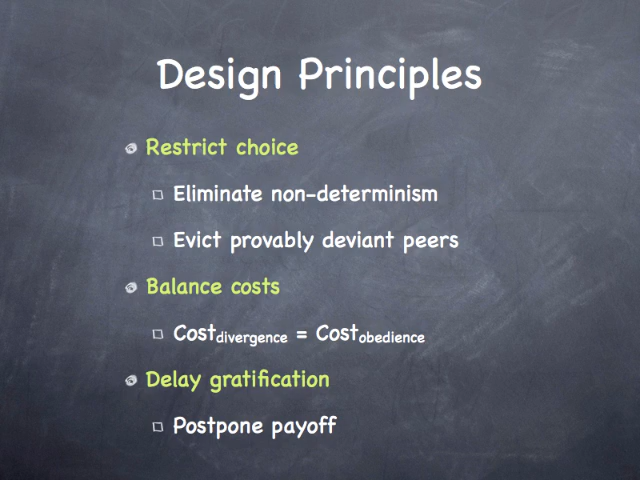 Design Principles
Restrict choice
Eliminate non-determinism
Evict provably deviant peers
Balance costs
Costdivergence = Costobedience
Delay gratification
Postpone payoff